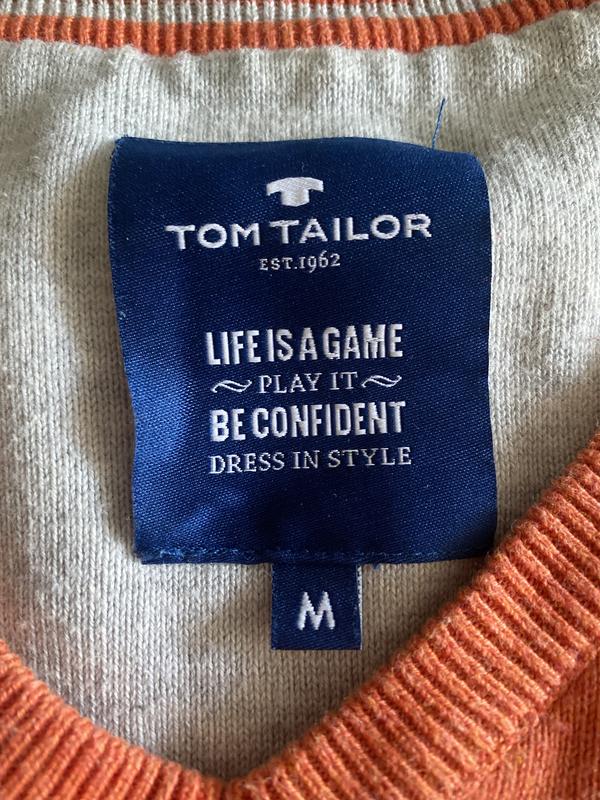 TOM TAILOR
EST.1962
LIFE IS A GAME
~ PLAY IT ~
BE CONFIDENT
DRESS IN STYLE
M